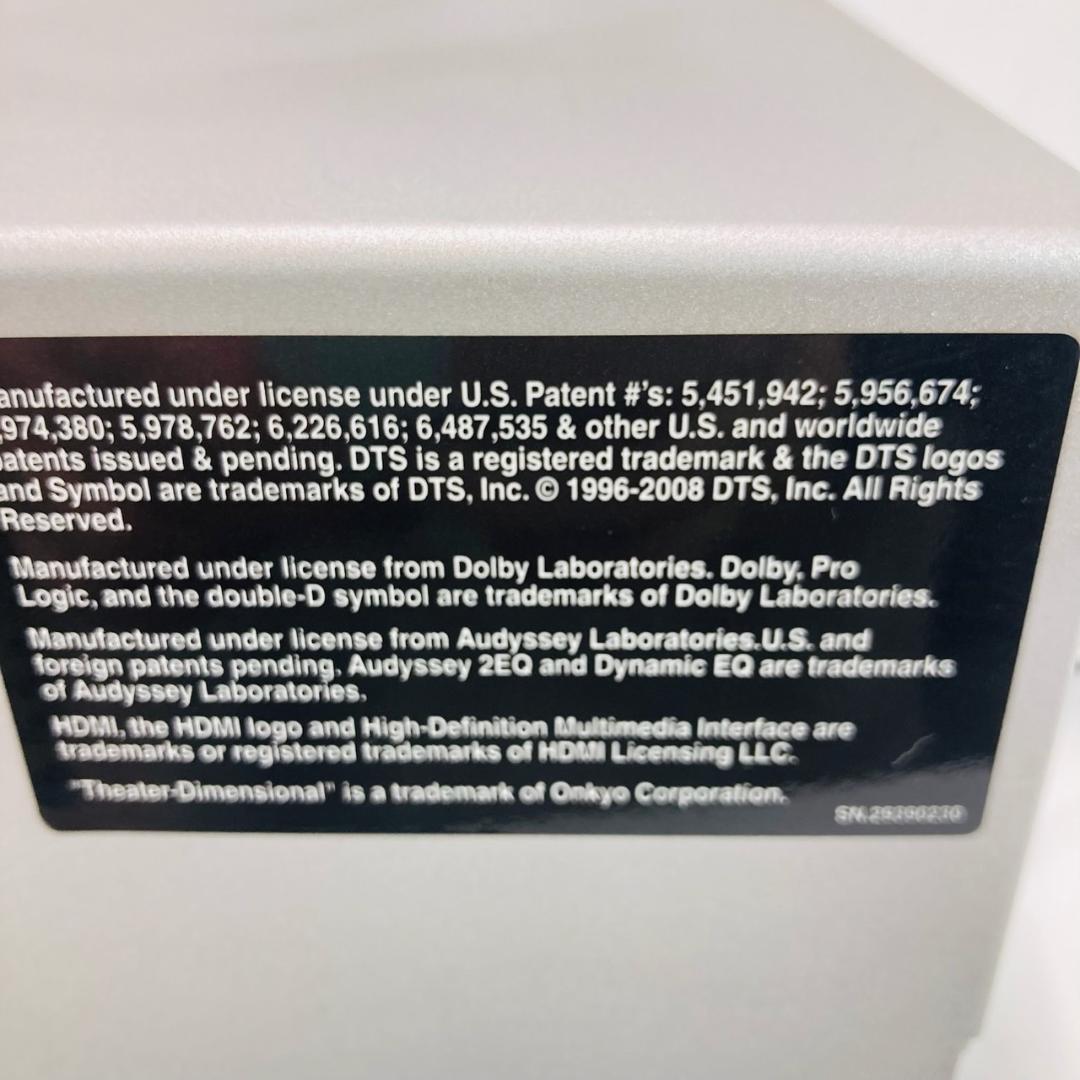 anufactured under license under U.S. Patent #'s: 5,451,942; 5,956,674;
,974,380; 5,978,762; 6,226,616; 6,487,535 & other U.S. and worldwide
patents issued & pending. DTS is a registered trademark & the DTS logos
and Symbol are trademarks of DTS, Inc. © 1996-2008 DTS, Inc. All Rights
Reserved.
Manufactured under license from Dolby Laboratories. Dolby, Pro
Logic, and the double-D symbol are trademarks of Dolby Laboratories.
Manufactured under license from Audyssey Laboratories.U.S. and
foreign patents pending. Audyssey 2EQ and Dynamic EQ are trademarks
of Audyssey Laboratories.
HDMI, the HDMI logo and High-Definition Multimedia Interface are
trademarks or registered trademarks of HDMI Licensing LLC.
"Theater-Dimensional" is a trademark of Onkyo Corporation.